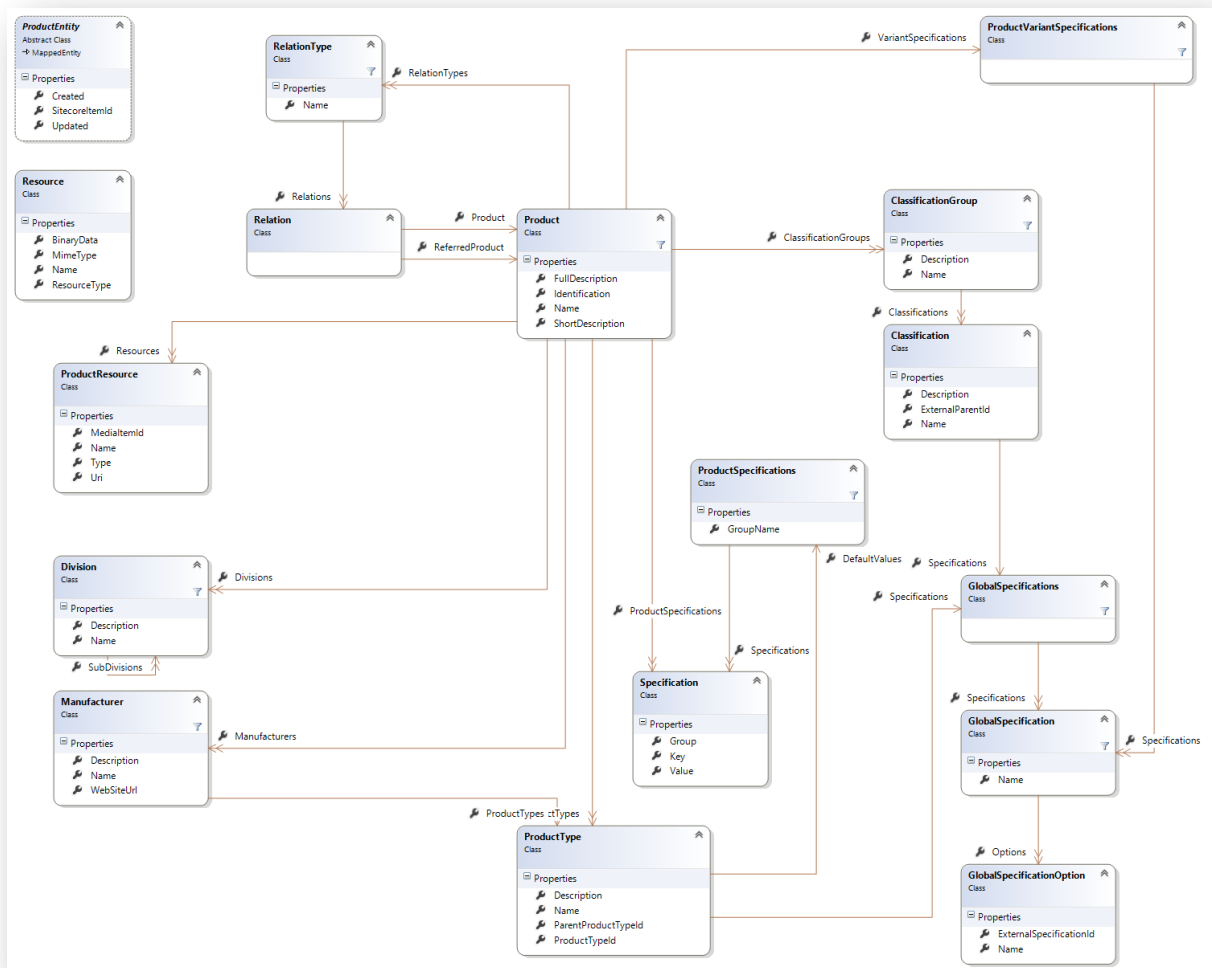 ProductEntity
Abstract Class
MappedEntity
Properties
Created
SitecoreItemId
Updated
RelationType
Class
Properties
Name
RelationTypes
VariantSpecifications
ProductVariantSpecifications
Class
Resource
Class
Properties
BinaryData
MimeType
Name
ResourceType
Relations
Relation
Class
Product
ReferredProduct
Product
Class
Properties
FullDescription
Identification
Name
ShortDescription
ClassificationGroups
ClassificationGroup
Class
Properties
Description
Name
Classifications
Classification
Class
Properties
Description
ExternalParentId
Name
Resources
ProductResource
Class
Properties
MediaItemId
Name
Type
Uri
ProductSpecifications
Class
Properties
GroupName
DefaultValues
Specifications
Specifications
GlobalSpecifications
Class
Division
Class
Properties
Description
Name
Divisions
SubDivisions
ProductSpecifications
Specifications
Specification
Class
Properties
Group
Key
Value
Specifications
GlobalSpecification
Class
Properties
Name
Specifications
Manufacturer
Class
Properties
Description
Name
WebSiteUrl
Manufacturers
ProductTypes ctTypes
ProductType
Class
Properties
Description
Name
ParentProductTypeId
ProductTypeId
Options
GlobalSpecificationOption
Class
Properties
ExternalSpecificationId
Name